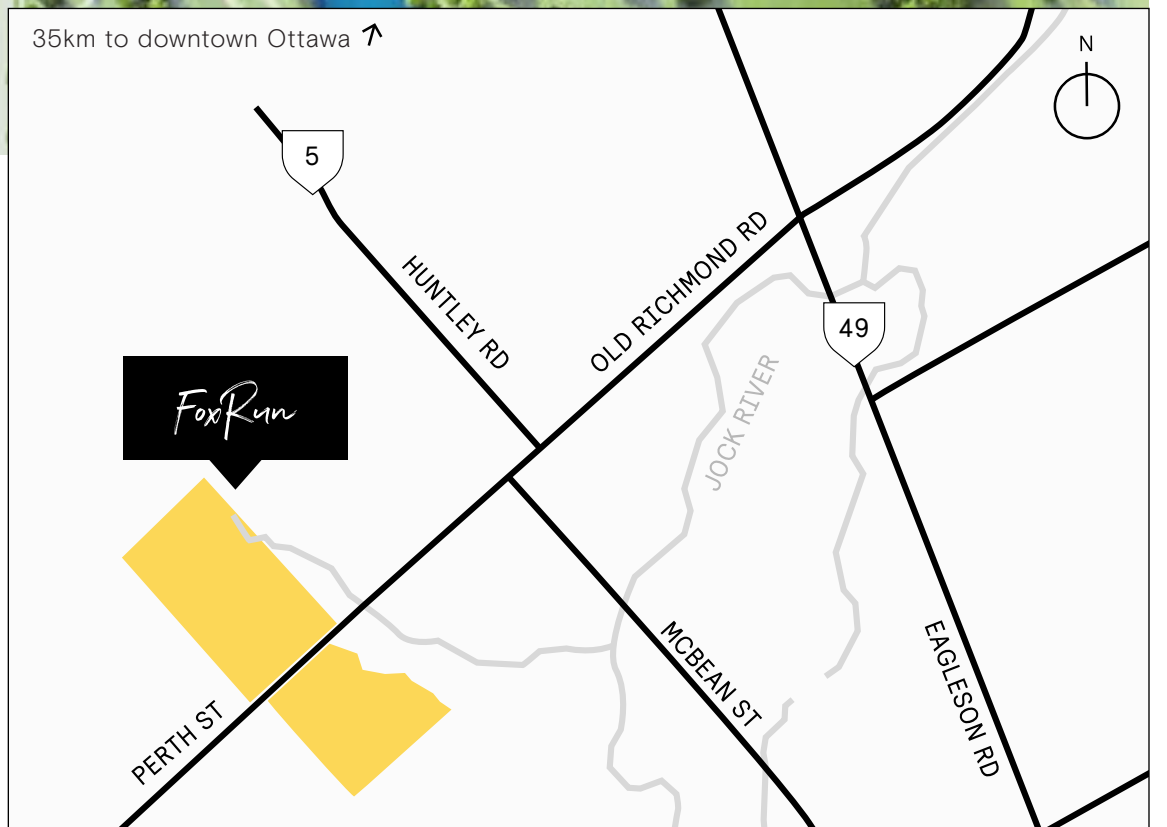 35km to downtown Ottawa ↗
N
5
HUNTLEY RD
OLD RICHMOND RD
49
FoxRun
JOCK RIVER
EAGLESON RD
MCBEAN ST
PERTH ST